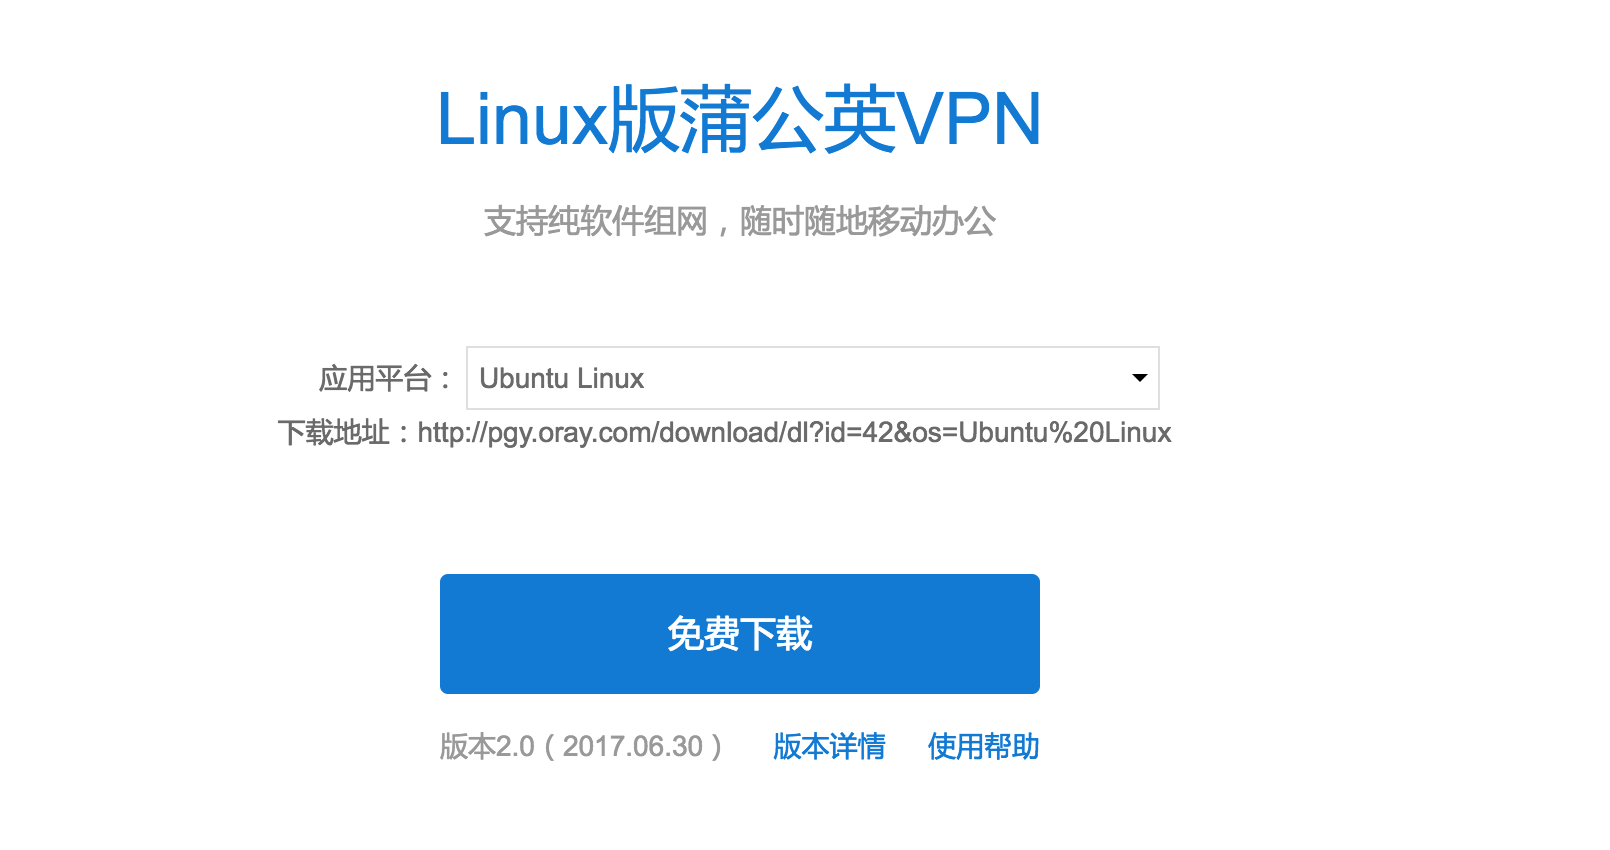 Linux版蒲公英VPN
支持纯软件组网，随时随地移动办公
应用平台： Ubuntu Linux
下载地址：http://pgy.oray.com/download/dl?id=42&os=Ubuntu%20Linux
免费下载
版本2.0（2017.06.30） 版本详情 使用帮助